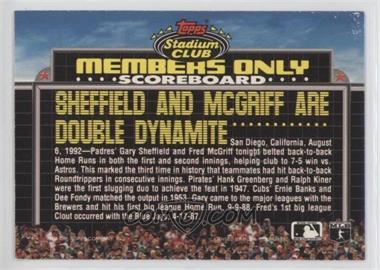 Topps
Stadium
CLUB
MEMBERS ONLY
SCOREBOARD
SHEFFIELD AND MCGRIFF ARE
DOUBLE DYNAMITE
San Diego, California, August
6, 1992—Padres' Gary Sheffield and Fred McGriff tonight belted back-to-back
Home Runs in both the first and second innings, helping club to 7-5 win vs.
Astros. This marked the third time in history that teammates had hit back-to-back
Roundtrippers in consecutive innings. Pirates' Hank Greenberg and Ralph Kiner
were the first slugging duo to achieve the feat in 1947. Cubs' Ernie Banks and
Dee Fondy matched the output in 1953. Gary came to the major leagues with the
Brewers and hit his first big league Home Run, 9-9-88. Fred's 1st big league
Clout occurred with the Blue Jays, 4-17-87.